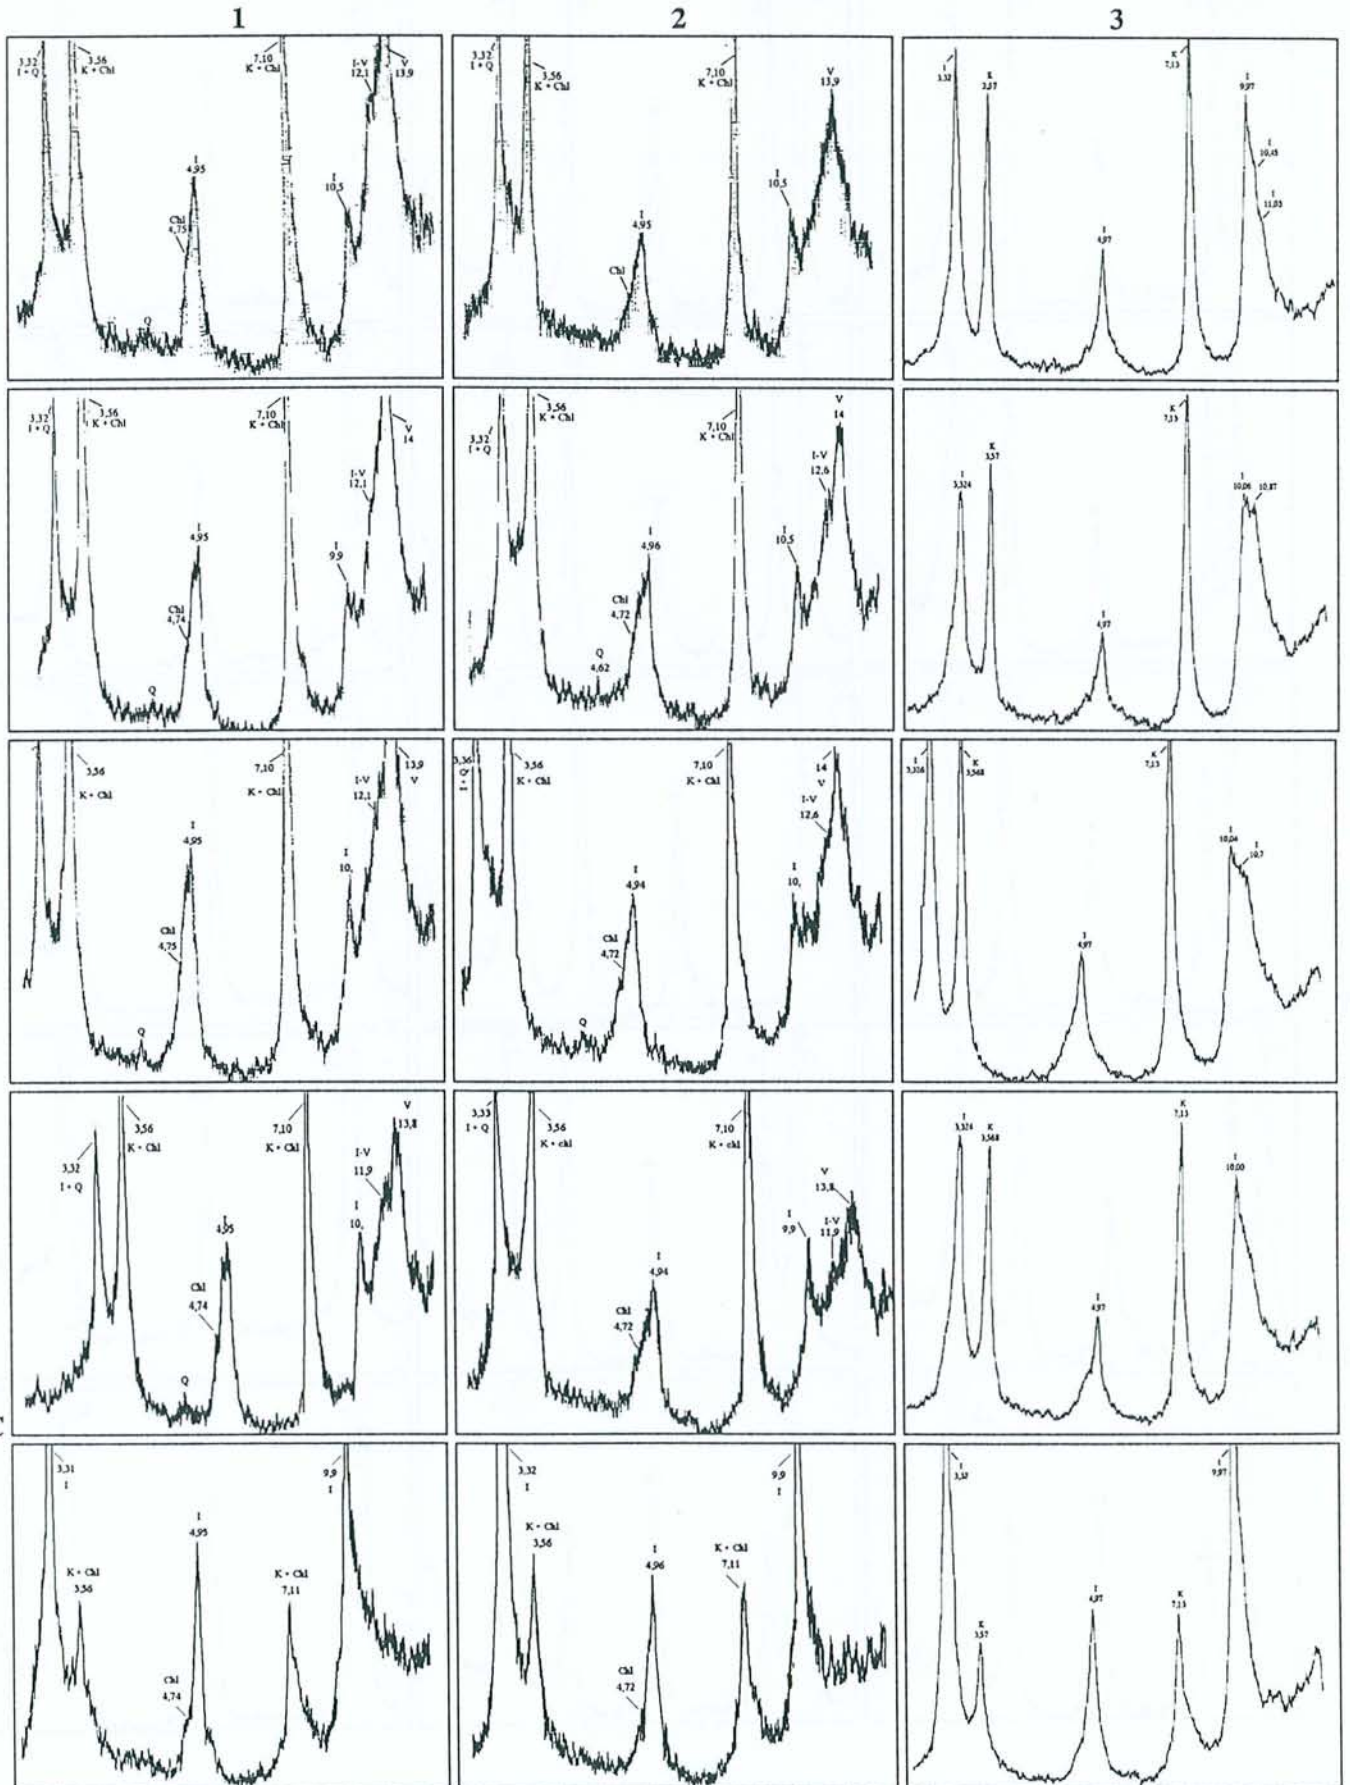 1
2
3
3,32
I + Q
3,56
K + Chl
7,10
K + Chl
I-V
12,1
V
13,9
I
4,95
Chl
4,75
I
10,5
Q
3,32
I + Q
3,56
K + Chl
7,10
K + Chl
V
13,9
I
10,5
I
4,95
Chl
I
3,32
K
3,57
I
4,97
K
7,13
I
9,97
I
10,45
I
11,03
3,32
I + Q
3,56
K + Chl
7,10
K + Chl
V
14
I-V
12,1
I
4,95
I
9,9
Chl
4,74
Q
3,32
I + Q
3,56
K + Chl
7,10
K + Chl
V
14
I-V
12,6
I
10,5
I
4,96
Chl
4,72
Q
4,62
I
3,324
K
3,57
I
4,97
K
7,13
I
10,06
10,87
3,56
K + Chl
7,10
K + Chl
I-V
12,1
13,9
V
I
4,95
I
10,
Chl
4,75
Q
3,36
I + Q
3,56
K + Chl
7,10
K + Chl
14
V
I-V
12,6
I
4,94
I
10,
Chl
4,72
Q
I
3,326
K
3,568
I
4,97
K
7,13
I
10,04
I
10,7
3,32
I + Q
3,56
K + Chl
7,10
K + Chl
V
13,8
I-V
11,9
I
10,
I
4,95
Chl
4,74
Q
3,33
I + Q
3,56
K + chl
7,10
K + chl
V
13,8
I
9,9
I-V
11,9
I
4,94
Chl
4,72
I
3,324
K
3,568
I
4,97
K
7,13
I
10,00
3,31
I
9,9
I
I
4,95
K + Chl
3,56
K + Chl
7,11
Chl
4,74
3,32
I
9,9
I
K + Chl
3,56
I
4,96
K + Chl
7,11
Chl
4,72
I
3,32
K
3,57
I
4,97
K
7,13
I
9,97